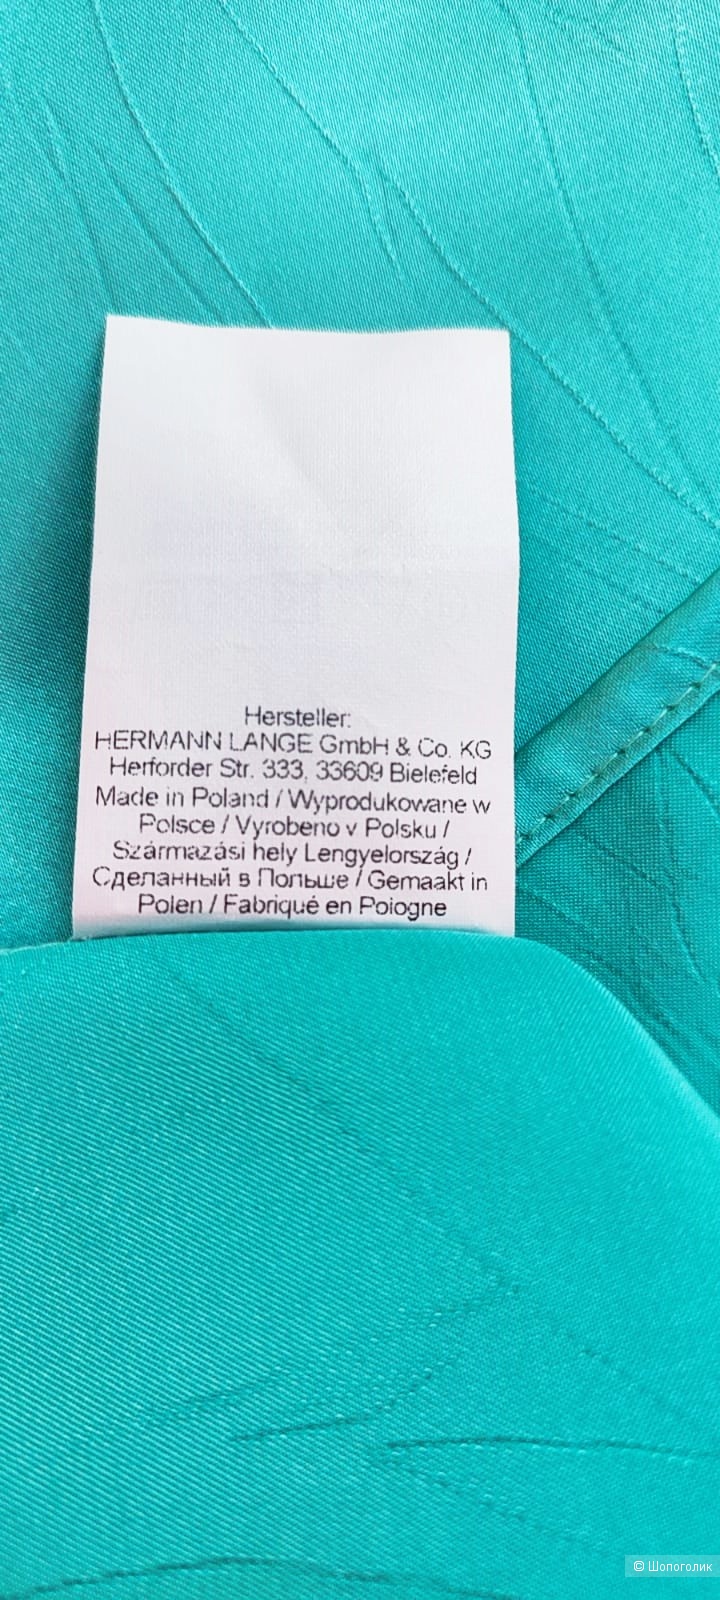 Hersteller:
HERMANN LANGE GmbH & Co. KG
Herforder Str. 333, 33609 Bielefeld
Made in Poland / Wyprodukowane w
Polsce / Vyrobeno v Polsku /
Származási hely Lengyelország /
Сделанный в Польше / Gemaakt in
Polen / Fabriqué en Pologne
© Шопоголик